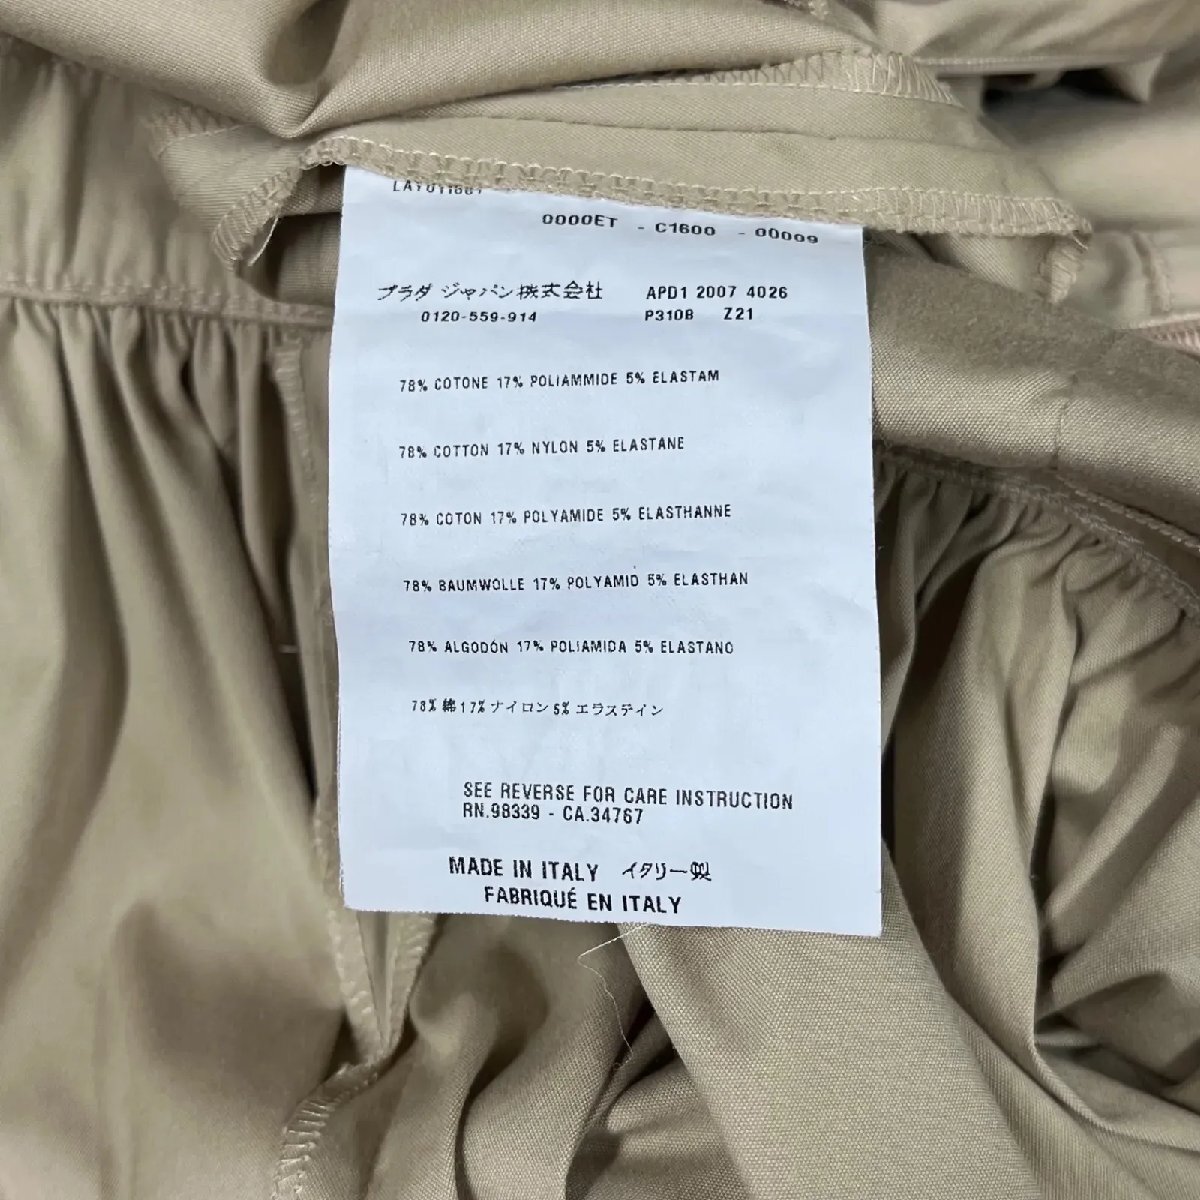 0000ET - C1600 - 00009
プラダ ジャパン株式会社 APD1 2007 4026
0120-559-914 P310B Z21
78% COTONE 17% POLIAMMIDE 5% ELASTAM
78% COTTON 17% NYLON 5% ELASTANE
78% COTON 17% POLYAMIDE 5% ELASTHANNE
78% BAUMWOLLE 17% POLYAMID 5% ELASTHAN
78% ALGODÓN 17% POLIAMIDA 5% ELASTANO
78% 綿 17% ナイロン 5% エラステイン
SEE REVERSE FOR CARE INSTRUCTION
RN.98339 - CA.34767
MADE IN ITALY イタリー製
FABRIQUÉ EN ITALY